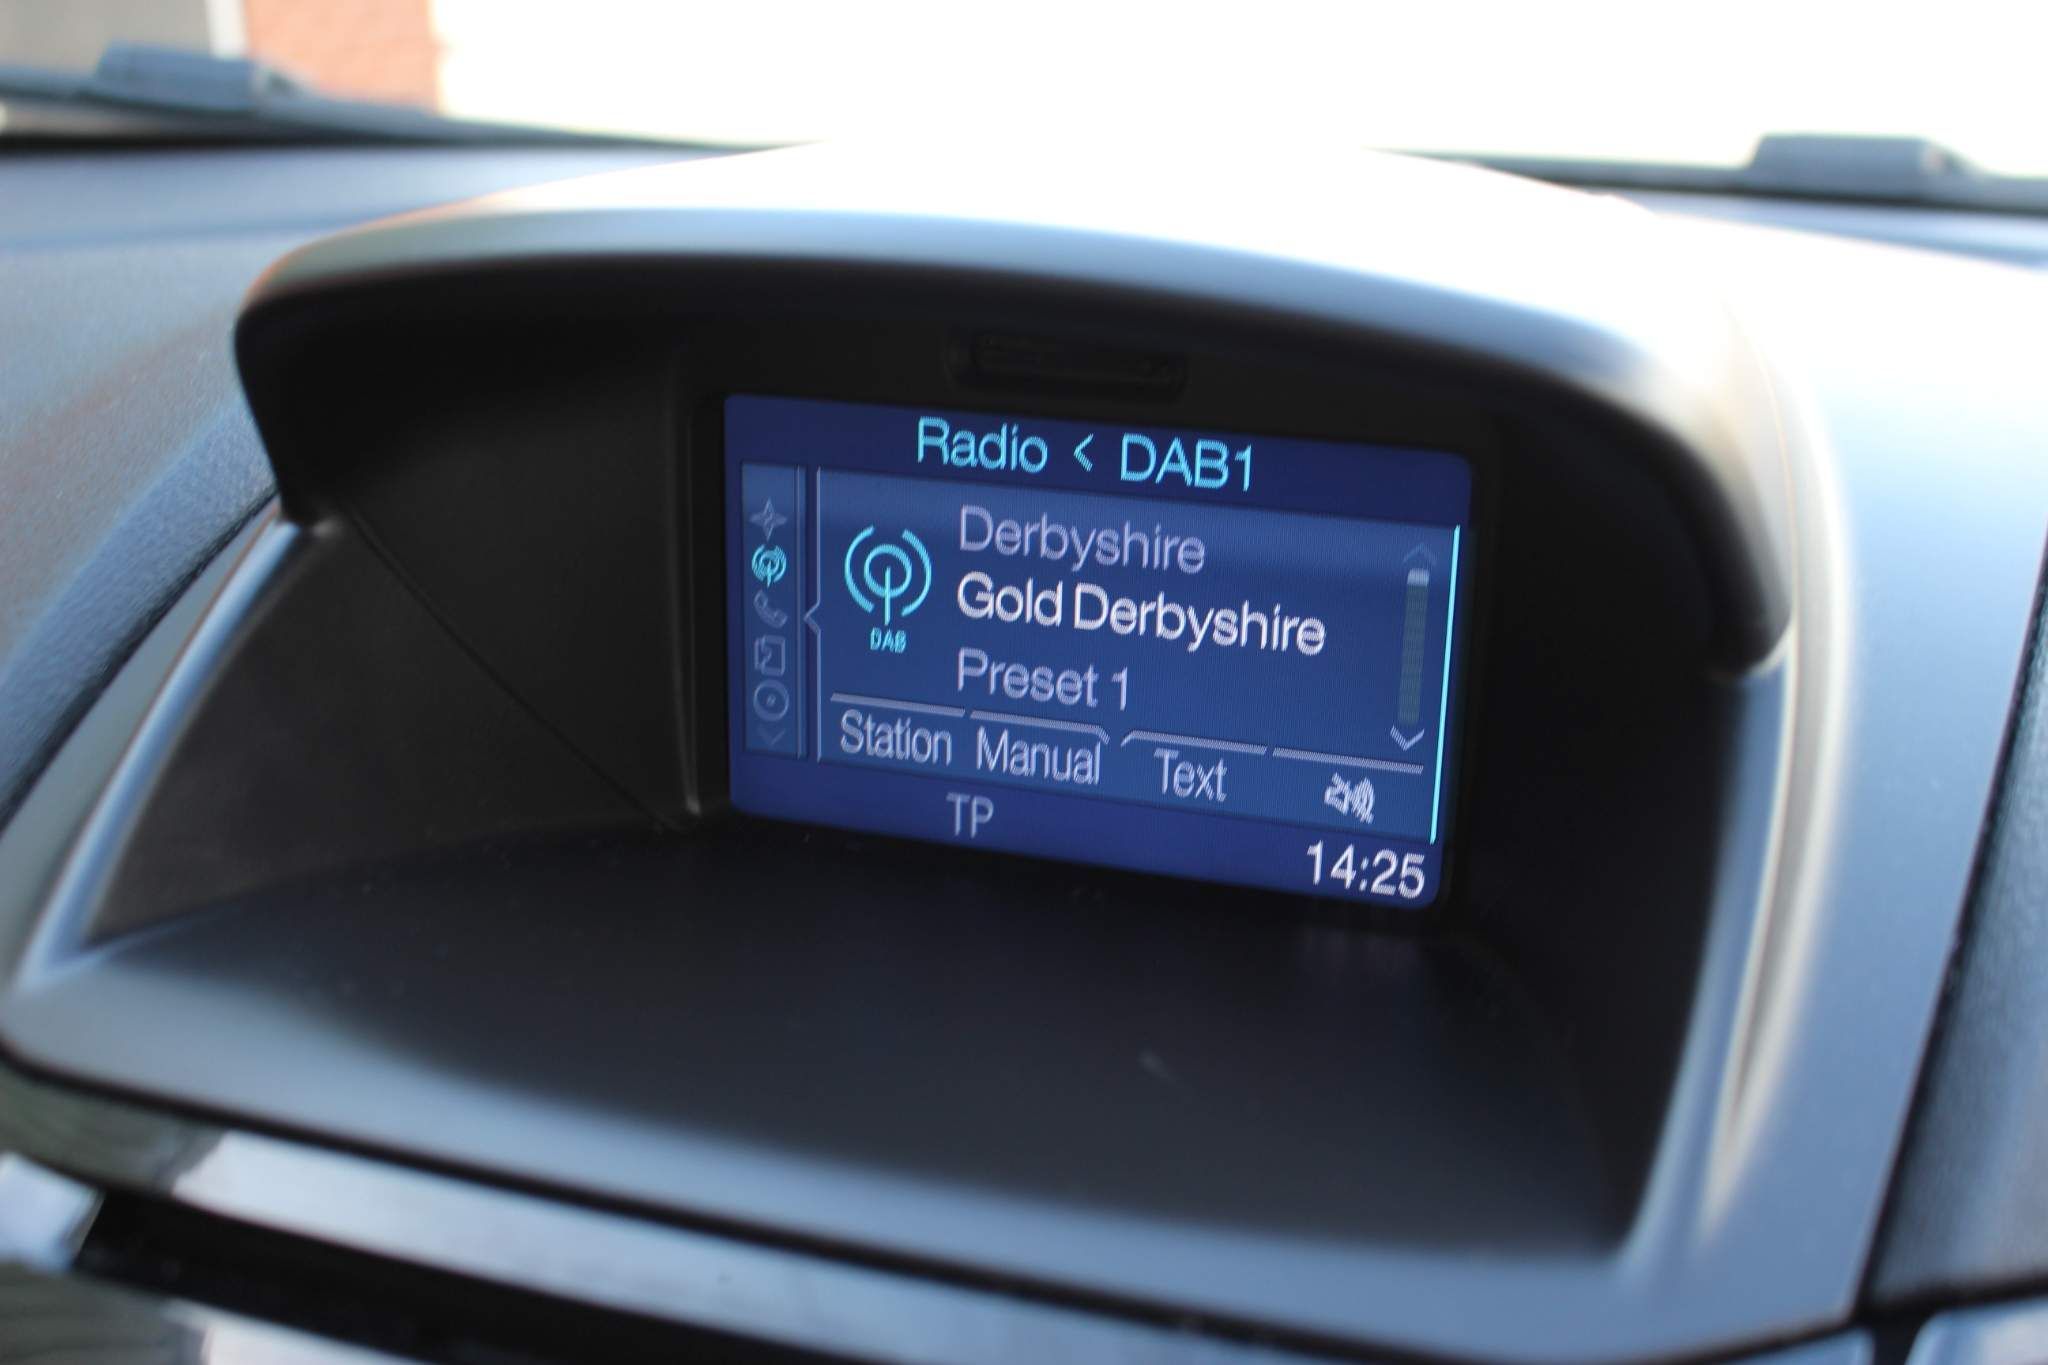 Radio < DAB1
Derbyshire
Gold Derbyshire
DAB
Preset 1
Station Manual Text
TP
14:25